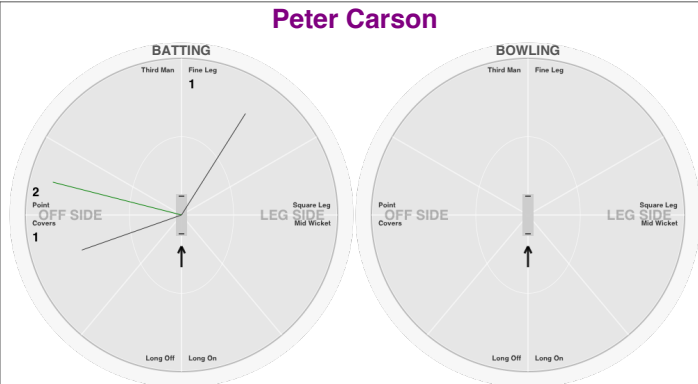 Peter Carson
BATTING
Third Man
Fine Leg
1
2
Point
OFF SIDE
Covers
1
Square Leg
LEG SIDE
Mid Wicket
Long Off
Long On
BOWLING
Third Man
Fine Leg
Point
OFF SIDE
Covers
Square Leg
LEG SIDE
Mid Wicket
Long Off
Long On